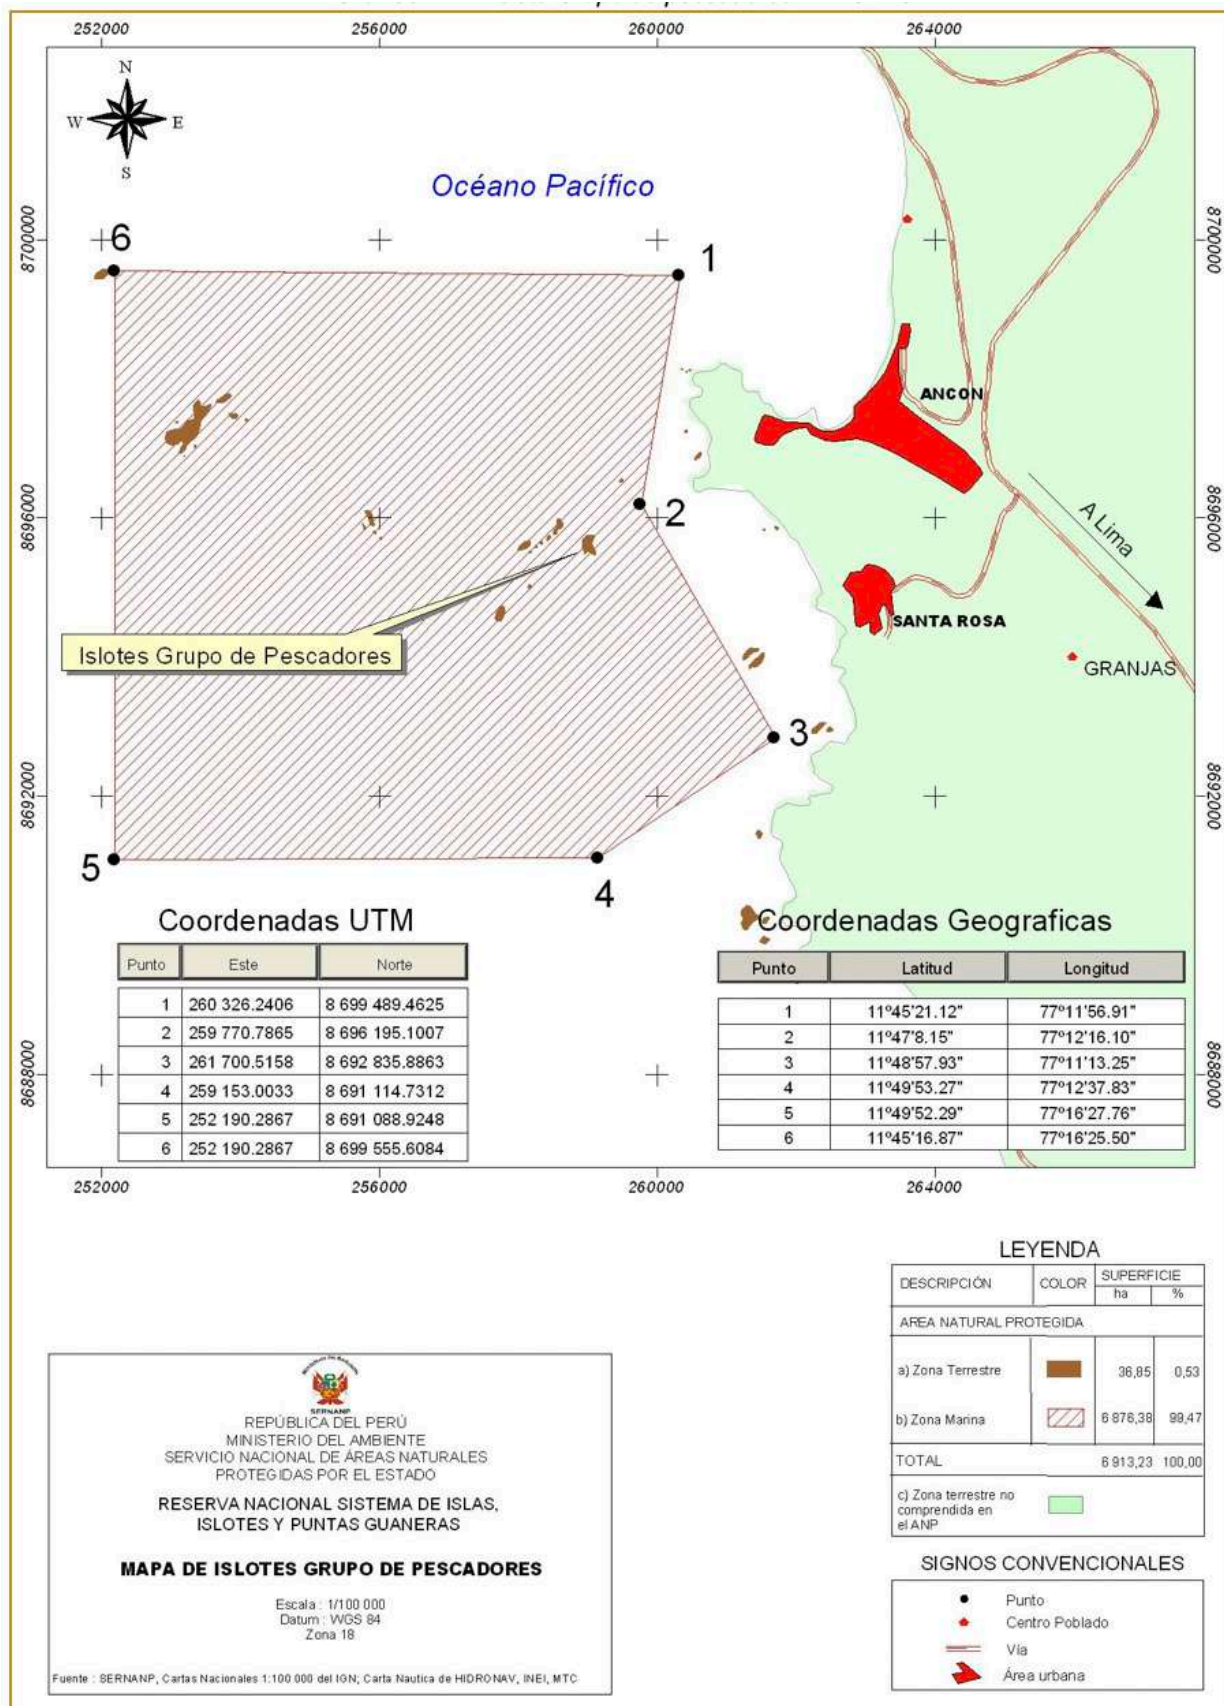 252000 256000 260000 264000
N
W E
S
Océano Pacífico
8700000 8700000
6
1
ANCON
8696000 8696000
2
A Lima
SANTA ROSA
Islotes Grupo de Pescadores
GRANJAS
3
8692000 8692000
5
4
Coordenadas UTM
Punto Este Norte
1 260 326.2406 8 699 489.4625
2 259 770.7865 8 696 195.1007
3 261 700.5158 8 692 835.8863
4 259 153.0033 8 691 114.7312
5 252 190.2867 8 691 088.9248
6 252 190.2867 8 699 555.6084
Coordenadas Geograficas
Punto Latitud Longitud
1 11º45'21.12" 77º11'56.91"
2 11º47'8.15" 77º12'16.10"
3 11º48'57.93" 77º11'13.25"
4 11º49'53.27" 77º12'37.83"
5 11º49'52.29" 77º16'27.76"
6 11º45'16.87" 77º16'25.50"
8688000 8688000
252000 256000 260000 264000
LEYENDA
DESCRIPCIÓN COLOR SUPERFICIE
ha %
AREA NATURAL PROTEGIDA
a) Zona Terrestre 36,85 0,53
b) Zona Marina 6 876,38 99,47
TOTAL 6 913,23 100,00
c) Zona terrestre no
comprendida en
el ANP
SIGNOS CONVENCIONALES
Punto
Centro Poblado
Vía
Área urbana
SERNANP
REPÚBLICA DEL PERÚ
MINISTERIO DEL AMBIENTE
SERVICIO NACIONAL DE ÁREAS NATURALES
PROTEGIDAS POR EL ESTADO
RESERVA NACIONAL SISTEMA DE ISLAS,
ISLOTES Y PUNTAS GUANERAS
MAPA DE ISLOTES GRUPO DE PESCADORES
Escala : 1/100 000
Datum : WGS 84
Zona 18
Fuente : SERNANP, Cartas Nacionales 1:100 000 del IGN; Carta Nautica de HIDRONAV, INEI, MTC